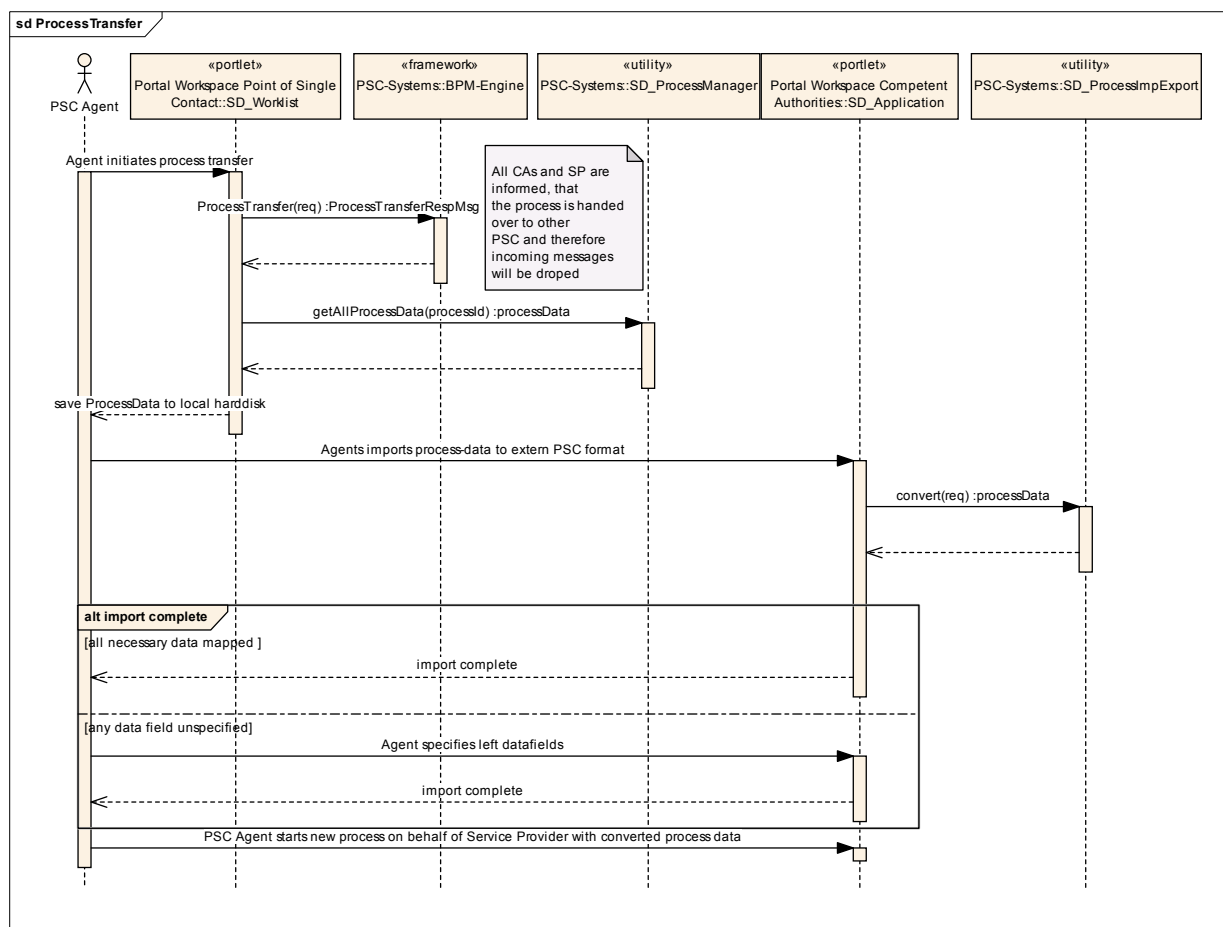 sd ProcessTransfer
PSC Agent
«portlet»
Portal Workspace Point of Single
Contact::SD_Worklist
«framework»
PSC-Systems::BPM-Engine
«utility»
PSC-Systems::SD_ProcessManager
«portlet»
Portal Workspace Competent
Authorities::SD_Application
«utility»
PSC-Systems::SD_ProcessImpExport
Agent initiates process transfer
All CAs and SP are
informed, that
the process is handed
over to other
PSC and therefore
incoming messages
will be droped
ProcessTransfer(req) :ProcessTransferRespMsg
getAllProcessData(processId) :processData
save ProcessData to local harddisk
Agents imports process-data to extern PSC format
convert(req) :processData
alt import complete
[all necessary data mapped ]
import complete
[any data field unspecified]
Agent specifies left datafields
import complete
PSC Agent starts new process on behalf of Service Provider with converted process data